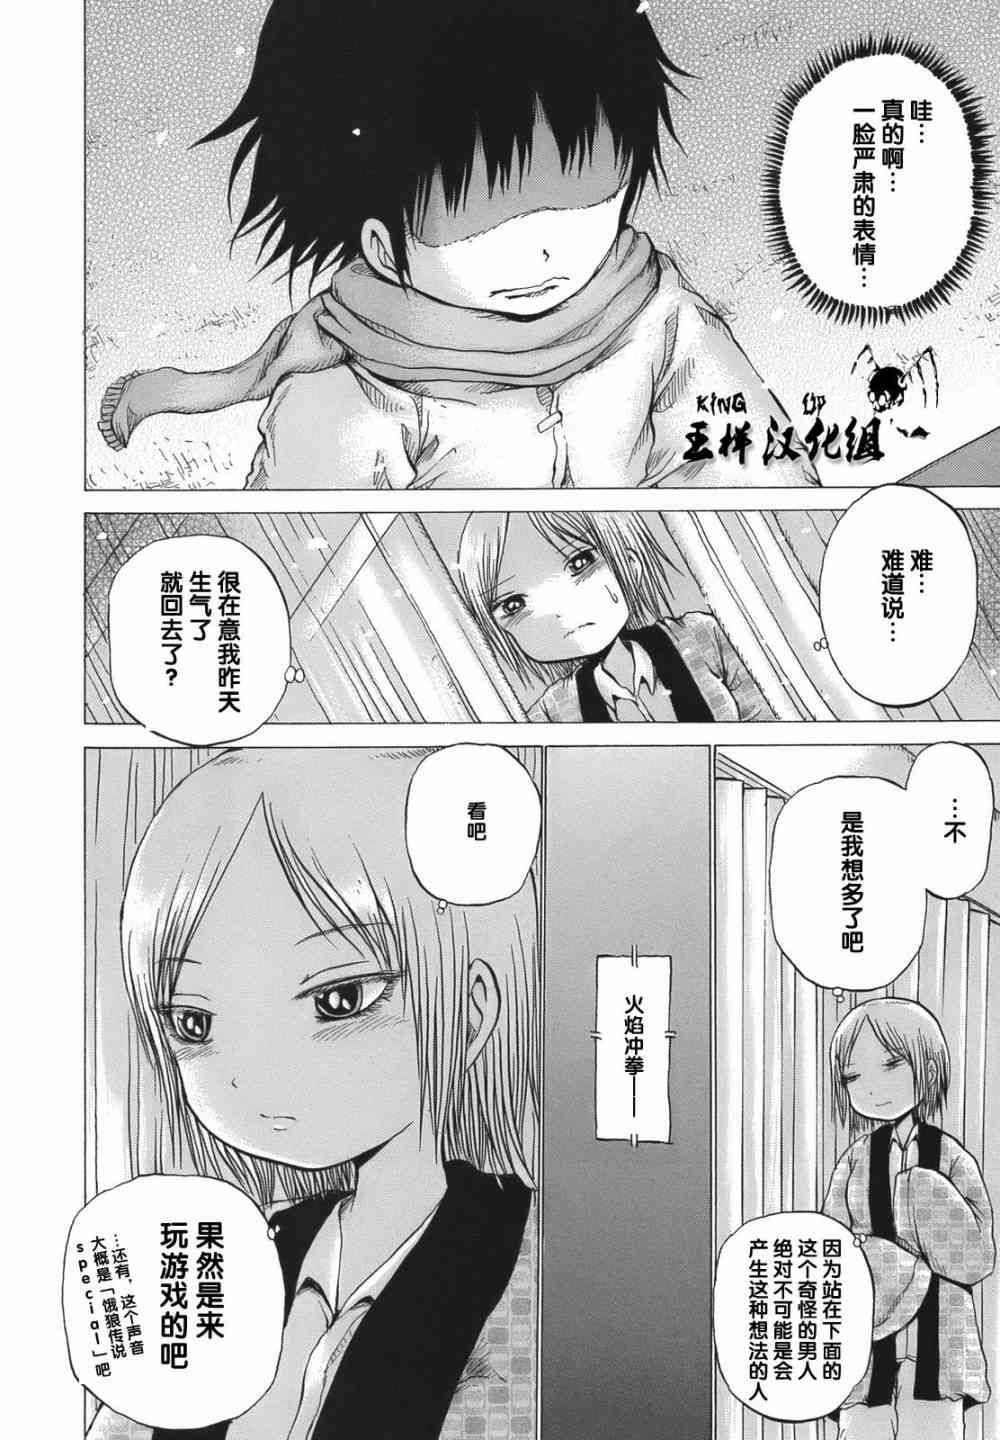 哇…
真的啊…
一脸严肃的表情…
KING
卯
王样汉化组
难…
难道说…
很在意我昨天
生气了
就回去了？
…不
是我想多了吧
因为站在下面的
这个奇怪的男人
绝对不可能是会
产生这种想法的人
火焰冲拳——
看吧
果然是来
玩游戏的吧
…还有，这个声音
大概是「饿狼传说
special」吧